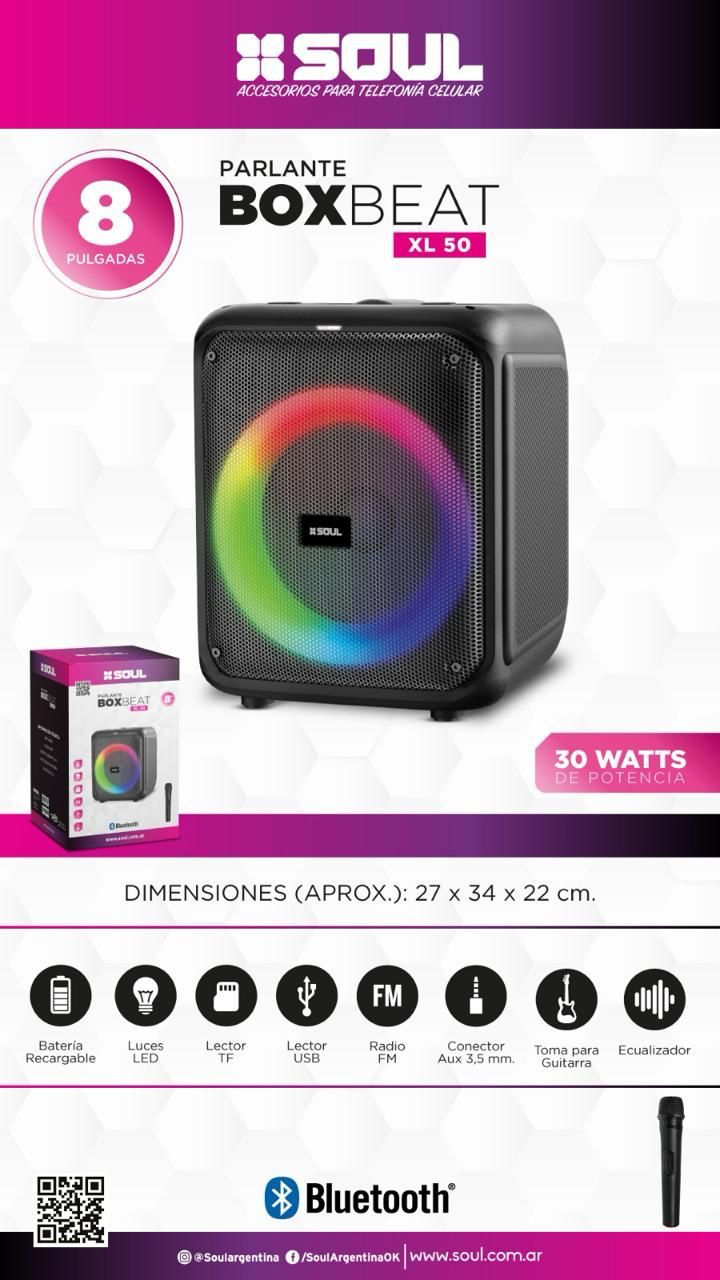 SOUL
ACCESORIOS PARA TELEFONÍA CELULAR
8
PULGADAS
PARLANTE
BOXBEAT
XL 50
SOUL
SOUL
SOUL
PARLANTE
BOXBEAT
XL 50
8"
Bluetooth
www.soul.com.ar
30 WATTS
DE POTENCIA
DIMENSIONES (APROX.): 27 x 34 x 22 cm.
Batería
Recargable
Luces
LED
Lector
TF
Lector
USB
FM
Radio
FM
Conector
Aux 3,5 mm.
Toma para
Guitarra
Ecualizador
Bluetooth®
@Soulargentina /SoulArgentinaOK | www.soul.com.ar